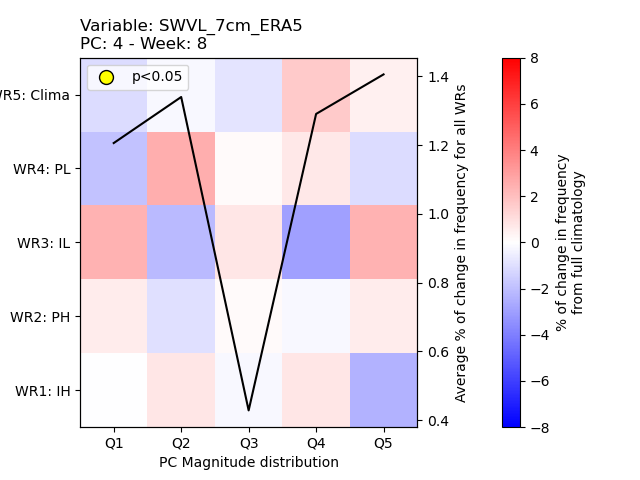 Variable: SWVL_7cm_ERA5
PC: 4 - Week: 8
p<0.05
WR5: Clima
WR4: PL
WR3: IL
WR2: PH
WR1: IH
Q1 Q2 Q3 Q4 Q5
PC Magnitude distribution
1.4
1.2
1.0
0.8
0.6
0.4
Average % of change in frequency for all WRs
8
6
4
2
0
−2
−4
−6
−8
% of change in frequency
from full climatology